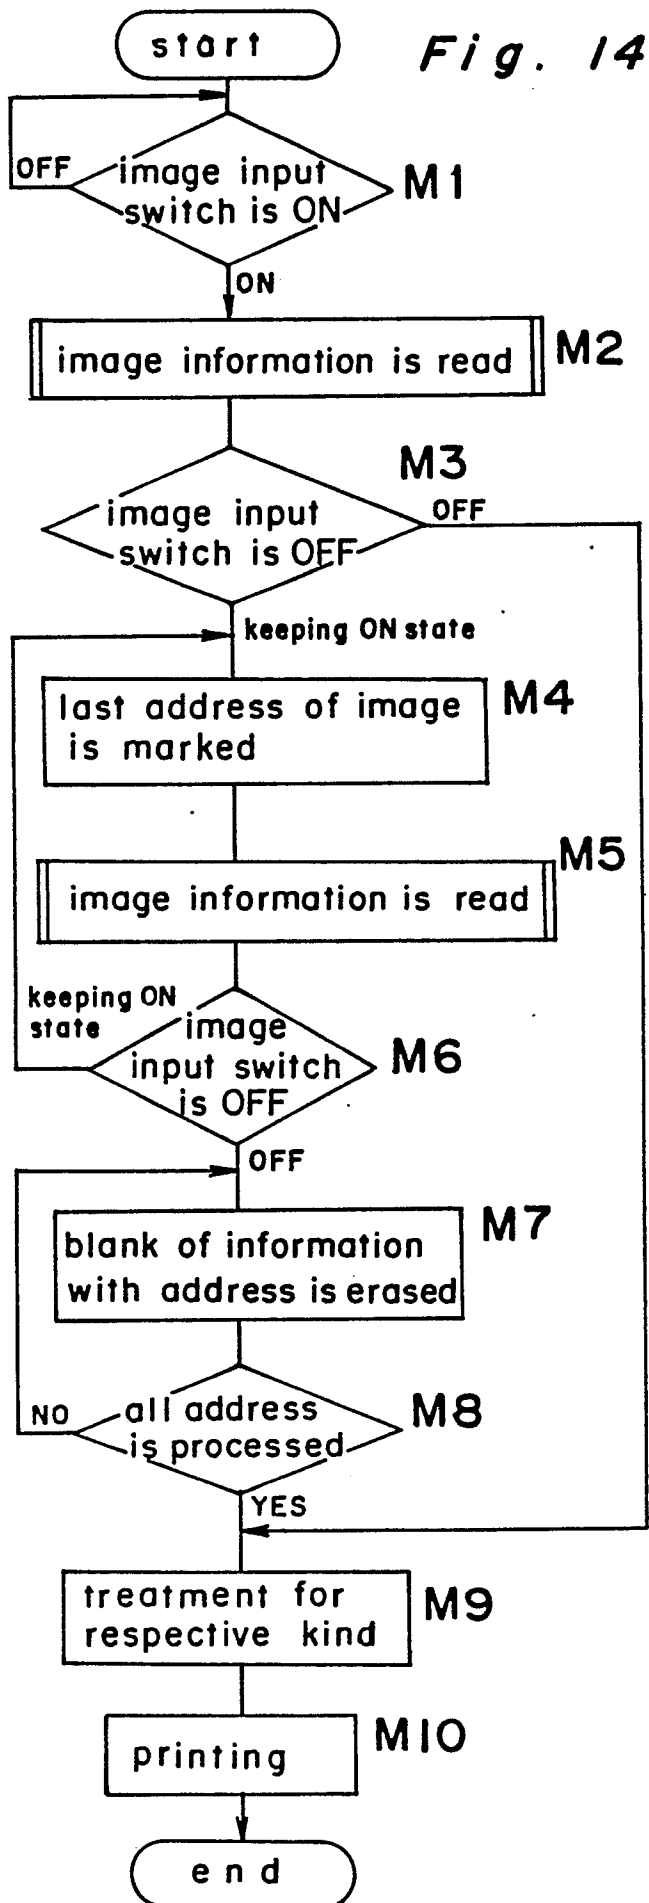 start
Fig. 14
OFF
image input
switch is ON
M1
ON
image information is read
M2
M3
image input
switch is OFF
OFF
keeping ON state
last address of image
is marked
M4
M5
image information is read
keeping ON
state
image
input switch
is OFF
M6
OFF
M7
blank of information
with address is erased
NO
all address
is processed
M8
YES
treatment for
respective kind
M9
printing
M10
end